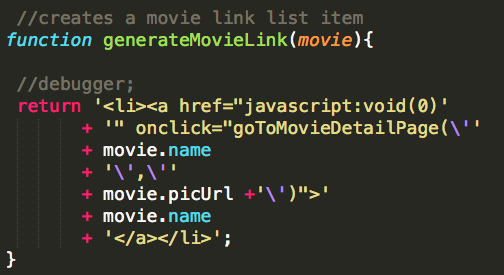 //creates a movie link list item
function generateMovieLink(movie){
//debugger;
return '<li><a href="javascript:void(0)'
+ '" onclick="goToMovieDetailPage(\''
+ movie.name
+ '\',\''
+ movie.picUrl +'\')">'
+ movie.name
+ '</a></li>';
}